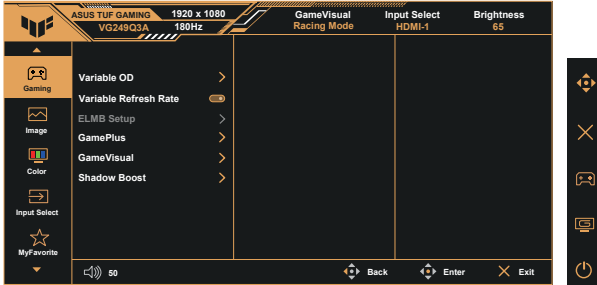 ASUS TUF GAMING 1920 x 1080 GameVisual Input Select Brightness
VG249Q3A 180Hz Racing Mode HDMI-1 65
Gaming
Image
Color
Input Select
MyFavorite
Variable OD
Variable Refresh Rate
ELMB Setup
GamePlus
GameVisual
Shadow Boost
50 Back Enter Exit